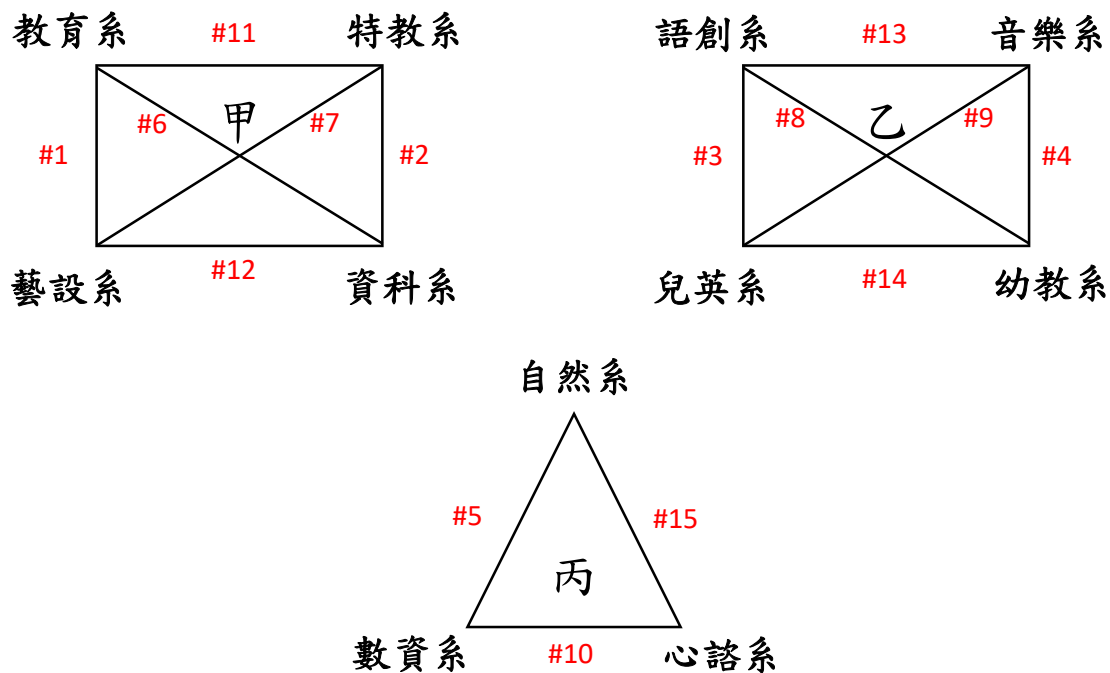 教育系 #11 特教系
語創系 #13 音樂系
#6 甲 #7
#8 乙 #9
#1 #2
#3 #4
藝設系 #12 資科系
兒英系 #14 幼教系
自然系
#5 #15
丙
數資系 #10 心諮系